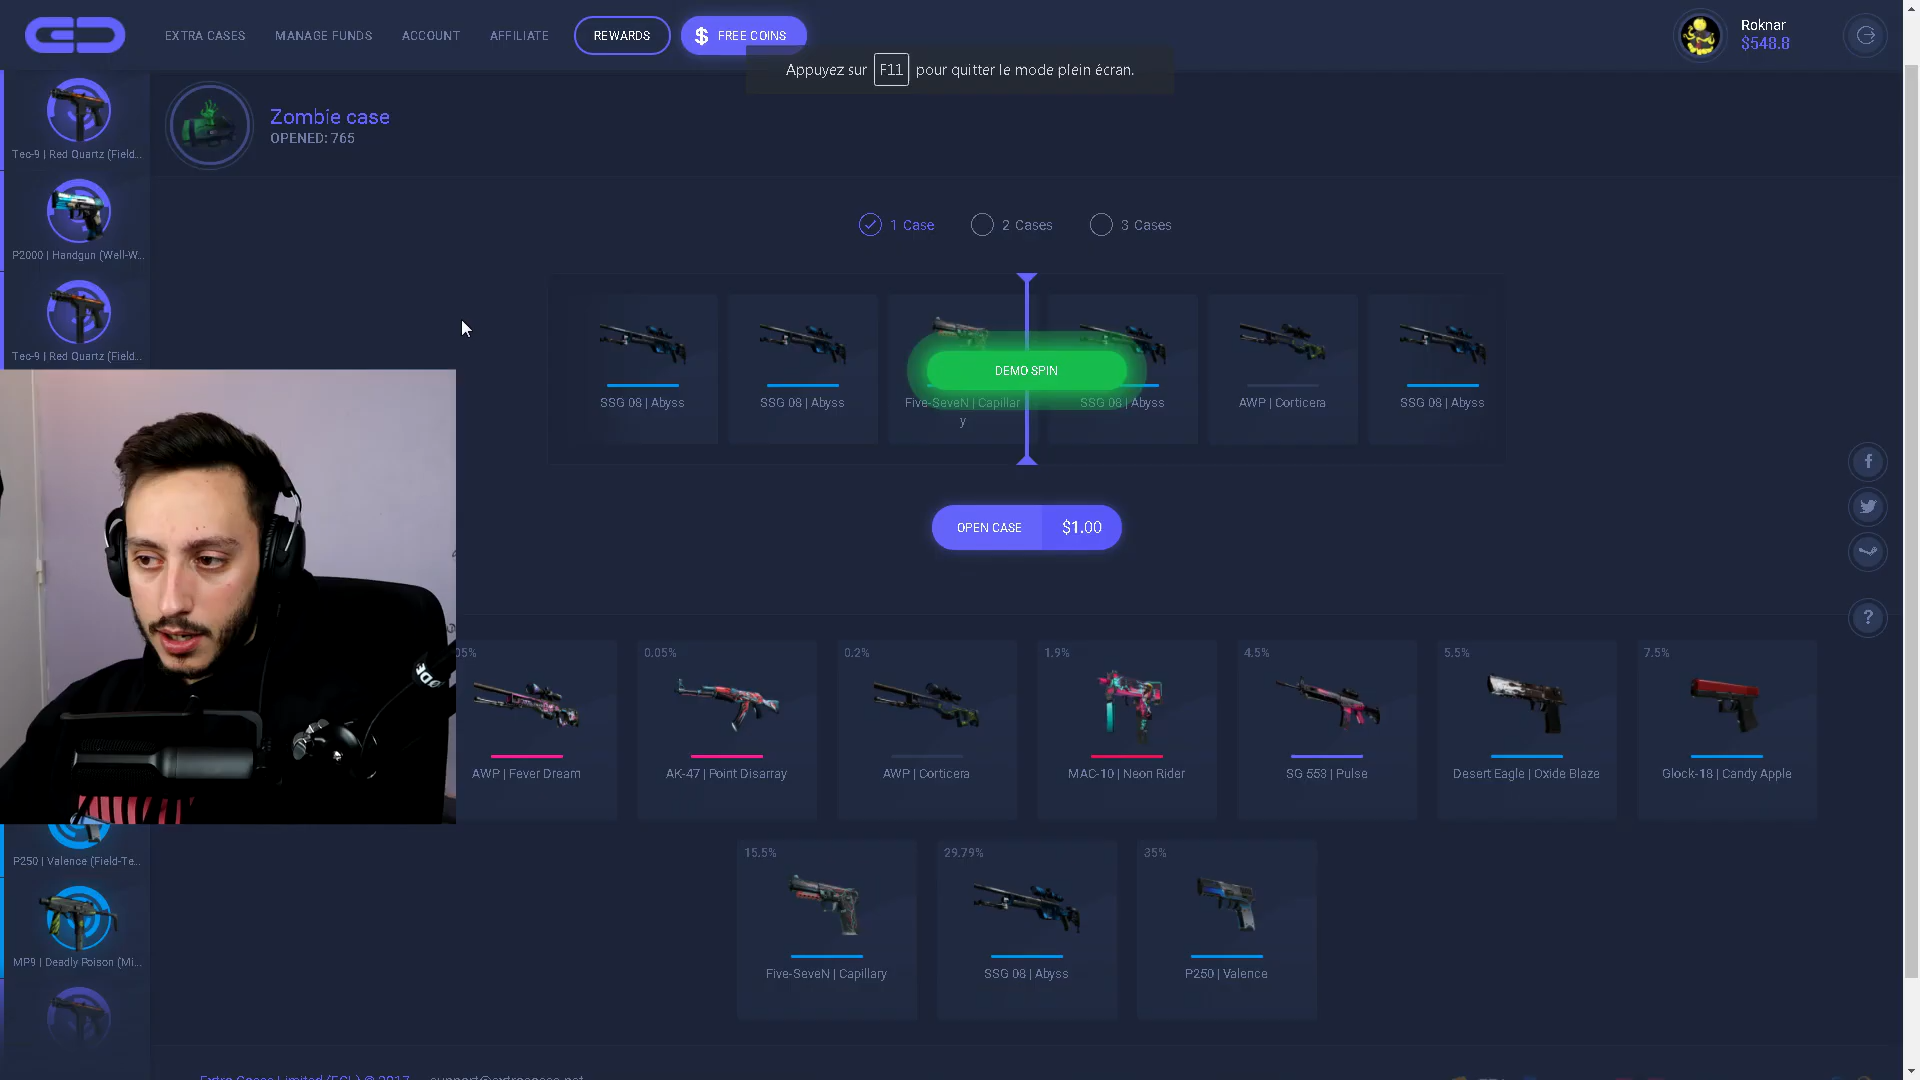 EXTRA CASES
MANAGE FUNDS
ACCOUNT
AFFILIATE
REWARDS
$ FREE COINS
Roknar
$548.8
Appuyez sur F11 pour quitter le mode plein écran.
Zombie case
OPENED: 765
Tec-9 | Red Quartz (Field...
P2000 | Handgun (Well-W...
Tec-9 | Red Quartz (Field...
1 Case
2 Cases
3 Cases
DEMO SPIN
SSG 08 | Abyss
SSG 08 | Abyss
Five-SeveN | Capillar
y
SSG 08 | Abyss
AWP | Corticera
SSG 08 | Abyss
OPEN CASE $1.00
05%
AWP | Fever Dream
0.05%
AK-47 | Point Disarray
0.2%
AWP | Corticera
1.9%
MAC-10 | Neon Rider
4.5%
SG 553 | Pulse
5.5%
Desert Eagle | Oxide Blaze
7.5%
Glock-18 | Candy Apple
P250 | Valence (Field-Te...
MP9 | Deadly Poison (Mi...
15.5%
Five-SeveN | Capillary
29.79%
SSG 08 | Abyss
35%
P250 | Valence
?